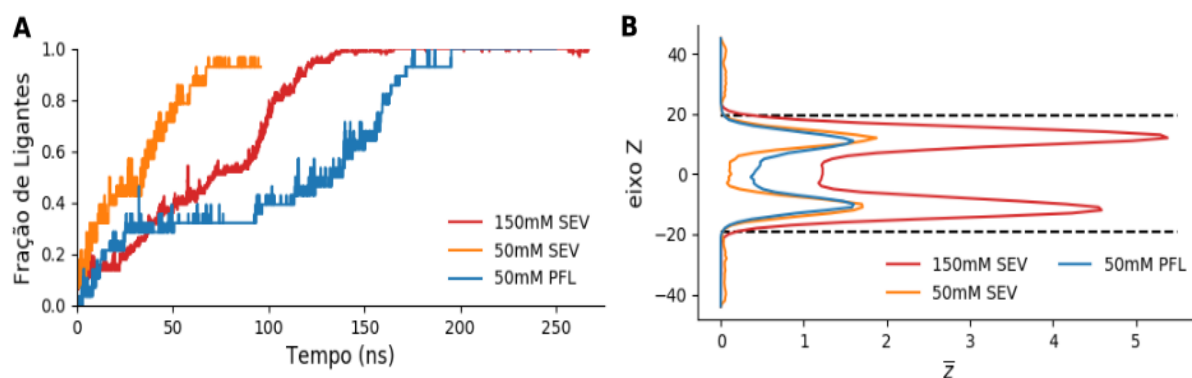 A
Fração de Ligantes
1.0
0.8
0.6
0.4
0.2
0.0
150mM SEV
50mM SEV
50mM PFL
0 50 100 150 200 250
Tempo (ns)
B
eixo Z
40
20
0
−20
−40
150mM SEV 50mM PFL
50mM SEV
0 1 2 3 4 5
z̅